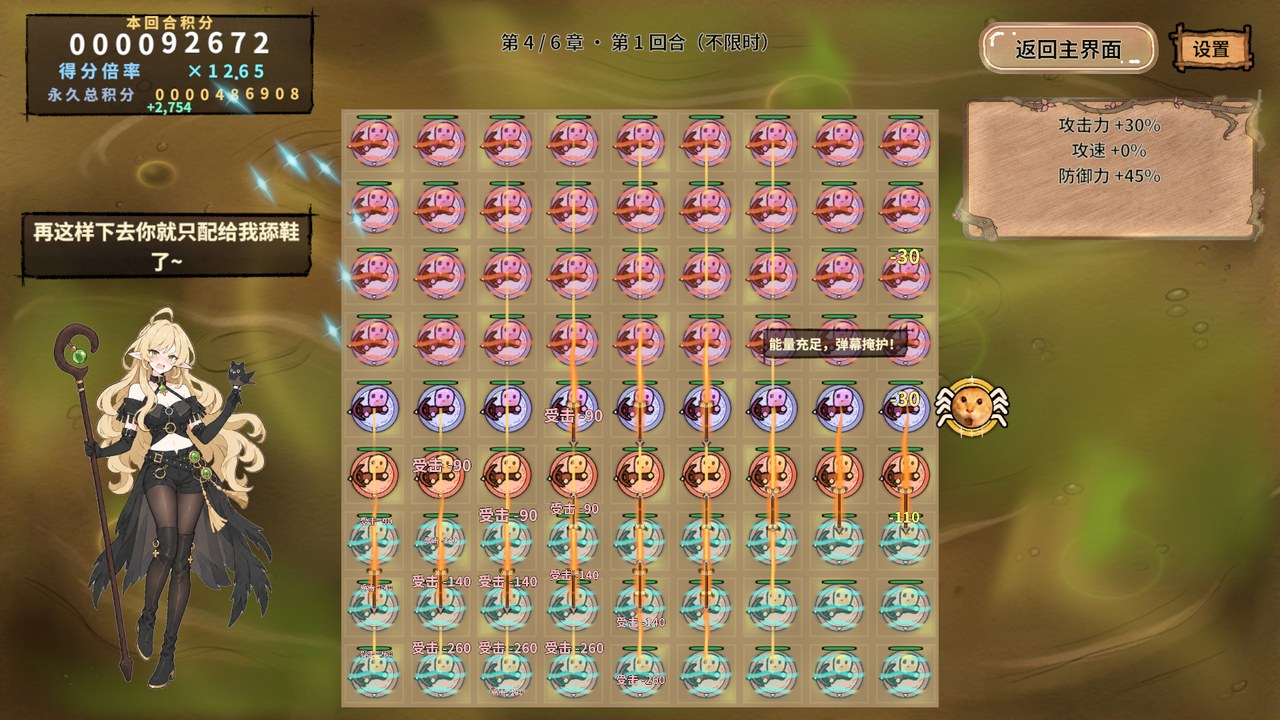 本回合积分
000092672
得分倍率 ×12.65
永久总积分 0000486908
+2,754
第4/6章·第1回合（不限时）
返回主界面
设置
攻击力 +30%
攻速 +0%
防御力 +45%
再这样下去你就只配给我舔鞋
了~
-30
能量充足，弹幕掩护！
-30
受击 -90
受击 -90
受击 -90
受击 -90
-110
受击 -140
受击 -140
受击 -140
受击 -140
受击 -260
受击 -260
受击 -260
受击 -260